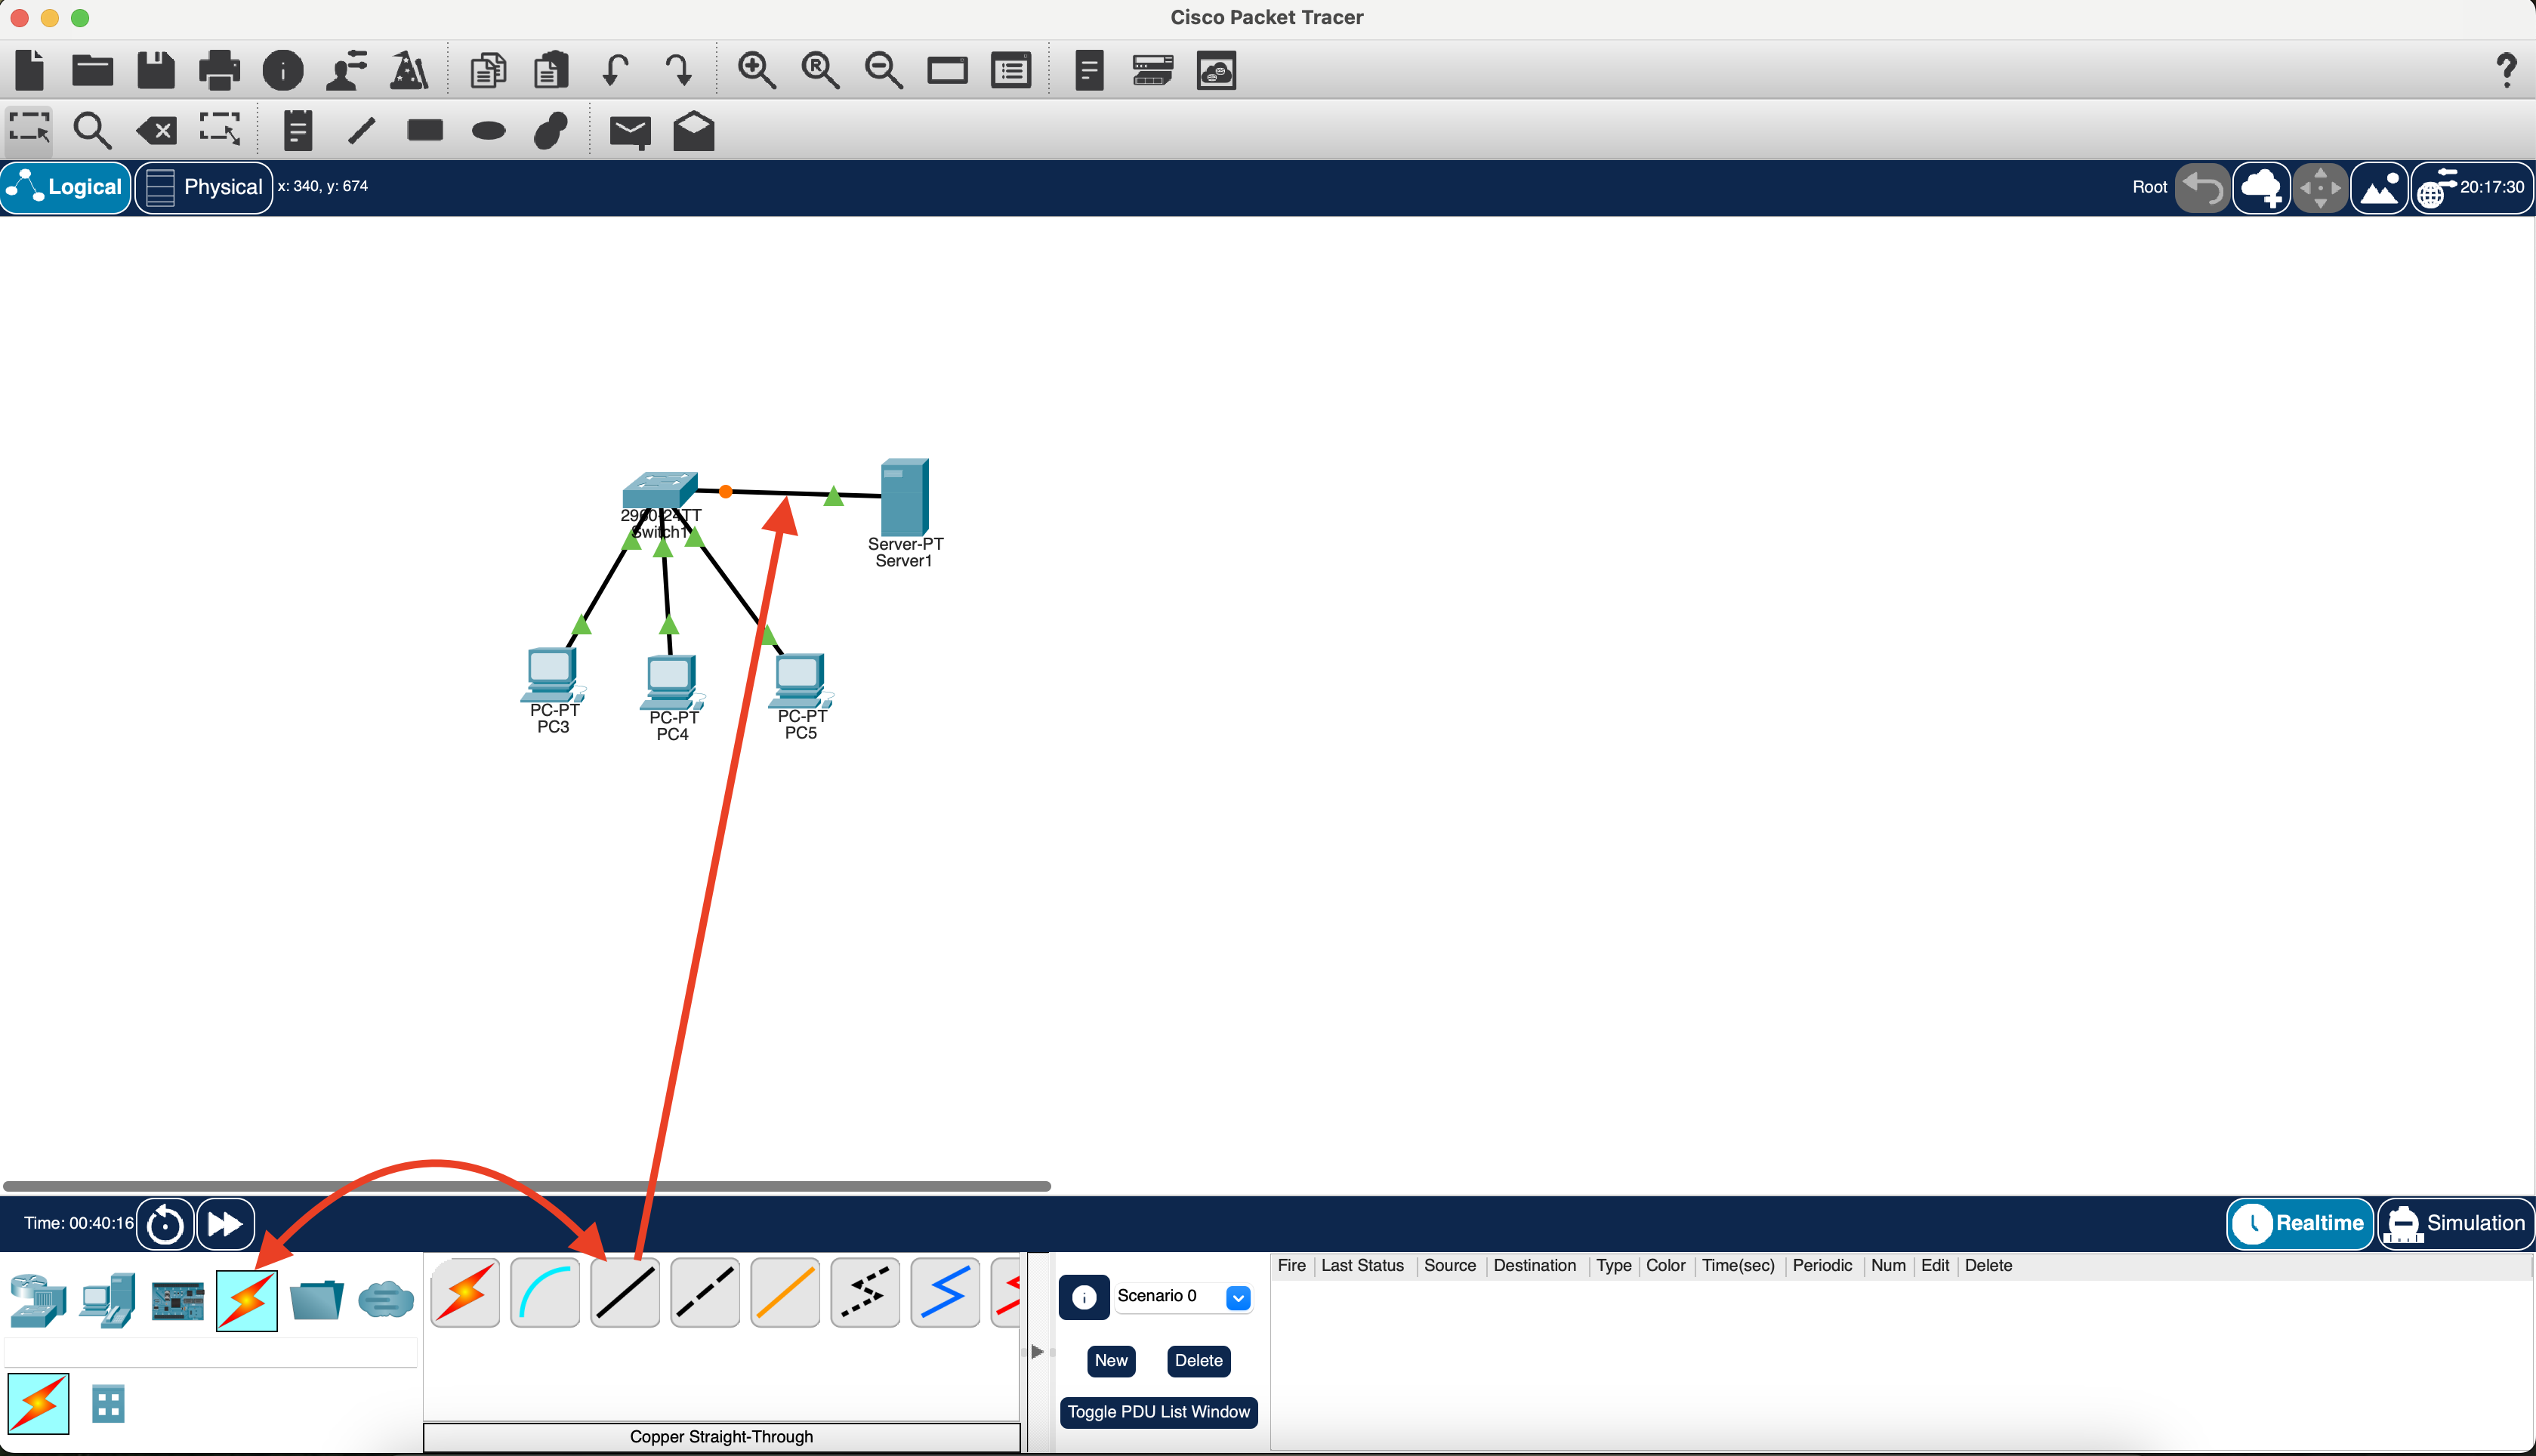 Cisco Packet Tracer
Logical
Physical
x: 340, y: 674
Root
20:17:30
2960-24TT
Switch1
Server-PT
Server1
PC-PT
PC3
PC-PT
PC4
PC-PT
PC5
Time: 00:40:16
Realtime
Simulation
Fire Last Status Source Destination Type Color Time(sec) Periodic Num Edit Delete
Scenario 0
New
Delete
Toggle PDU List Window
Copper Straight-Through